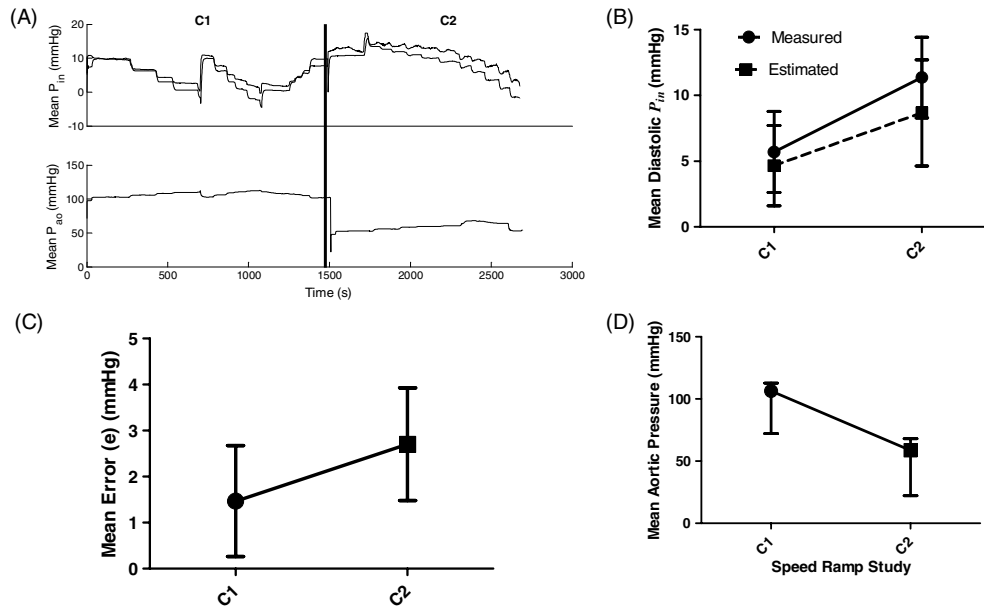 (A)
C1
C2
Mean P in (mmHg)
20
10
0
-10
Mean P ao (mmHg)
150
100
50
0
0
500
1000
1500
2000
2500
3000
Time (s)
(B)
Measured
Estimated
Mean Diastolic P in (mmHg)
15
10
5
0
C1
C2
(C)
Mean Error (e) (mmHg)
5
4
3
2
1
0
C1
C2
(D)
Mean Aortic Pressure (mmHg)
150
100
50
0
C1
C2
Speed Ramp Study